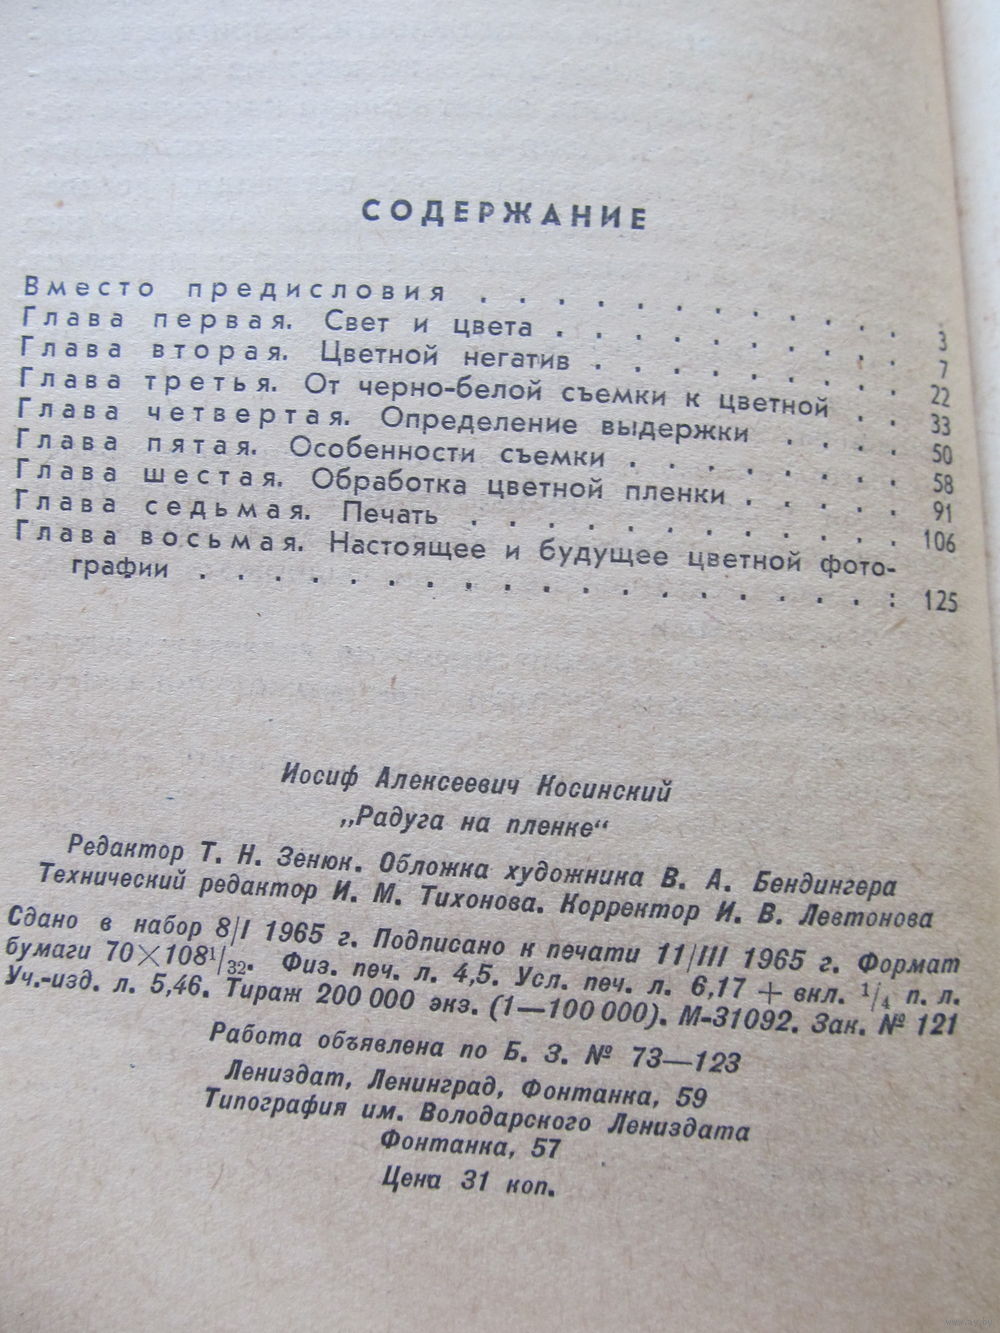 СОДЕРЖАНИЕ
Вместо предисловия . . . . . . . . . . . . 3
Глава первая. Свет и цвета . . . . . . . . . . 7
Глава вторая. Цветной негатив . . . . . . . . . 22
Глава третья. От черно-белой съемки к цветной . . 33
Глава четвертая. Определение выдержки . . . . 50
Глава пятая. Особенности съемки . . . . . . . . 58
Глава шестая. Обработка цветной пленки . . . . . 91
Глава седьмая. Печать . . . . . . . . . . . . 106
Глава восьмая. Настоящее и будущее цветной фото-
графии . . . . . . . . . . . . . . . . . . : 125
Иосиф Алексеевич Косинский
„Радуга на пленке“
Редактор Т. Н. Зенюк. Обложка художника В. А. Бендингера
Технический редактор И. М. Тихонова. Корректор И. В. Левтонова
Сдано в набор 8/I 1965 г. Подписано к печати 11/III 1965 г. Формат
бумаги 70×108¹/₃₂. Физ. печ. л. 4,5. Усл. печ. л. 6,17 + вкл. ¹/₄ п. л.
Уч.-изд. л. 5,46. Тираж 200 000 экз. (1—100 000). М-31092. Зак. № 121
Работа объявлена по Б. З. № 73—123
Лениздат, Ленинград, Фонтанка, 59
Типография им. Володарского Лениздата
Фонтанка, 57
Цена 31 коп.
www.ay.by